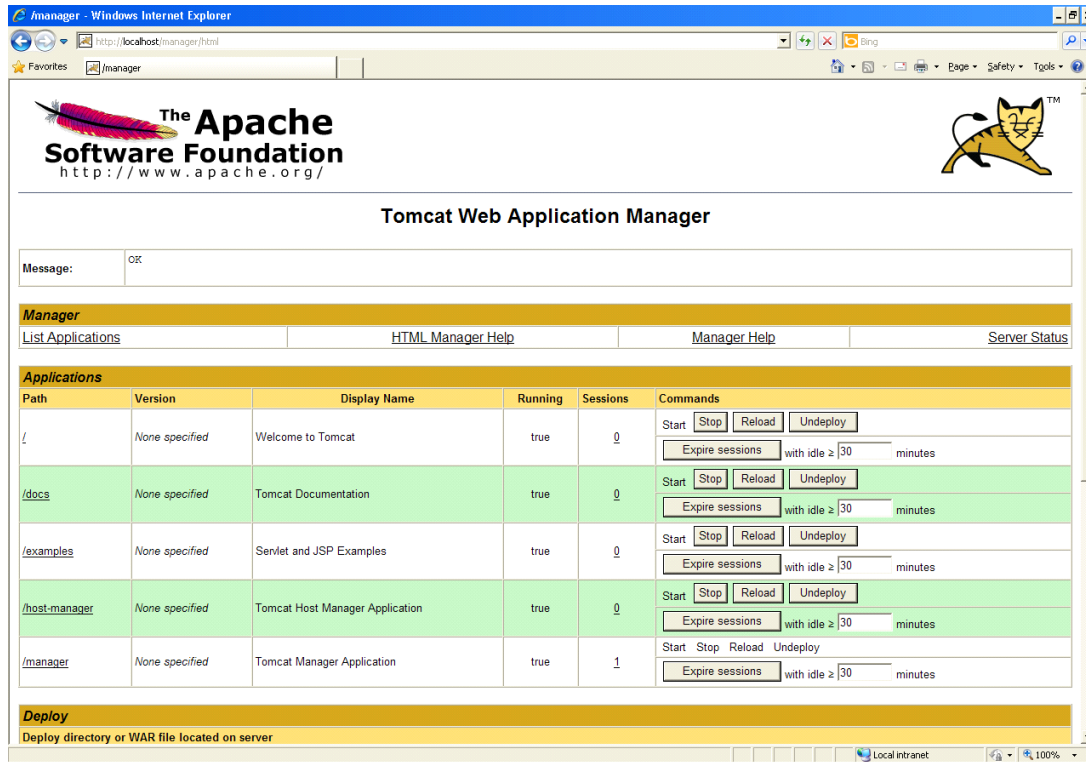 /manager - Windows Internet Explorer
http://localhost/manager/html
Bing
Favorites /manager Page Safety Tools
The Apache
Software Foundation
http://www.apache.org/
TM
Tomcat Web Application Manager
Message: OK
Manager
List Applications HTML Manager Help Manager Help Server Status
Applications
Path Version Display Name Running Sessions Commands
/ None specified Welcome to Tomcat true 0 Start Stop Reload Undeploy
Expire sessions with idle ≥ 30 minutes
/docs None specified Tomcat Documentation true 0 Start Stop Reload Undeploy
Expire sessions with idle ≥ 30 minutes
/examples None specified Servlet and JSP Examples true 0 Start Stop Reload Undeploy
Expire sessions with idle ≥ 30 minutes
/host-manager None specified Tomcat Host Manager Application true 0 Start Stop Reload Undeploy
Expire sessions with idle ≥ 30 minutes
/manager None specified Tomcat Manager Application true 1 Start Stop Reload Undeploy
Expire sessions with idle ≥ 30 minutes
Deploy
Deploy directory or WAR file located on server
Local intranet 100%